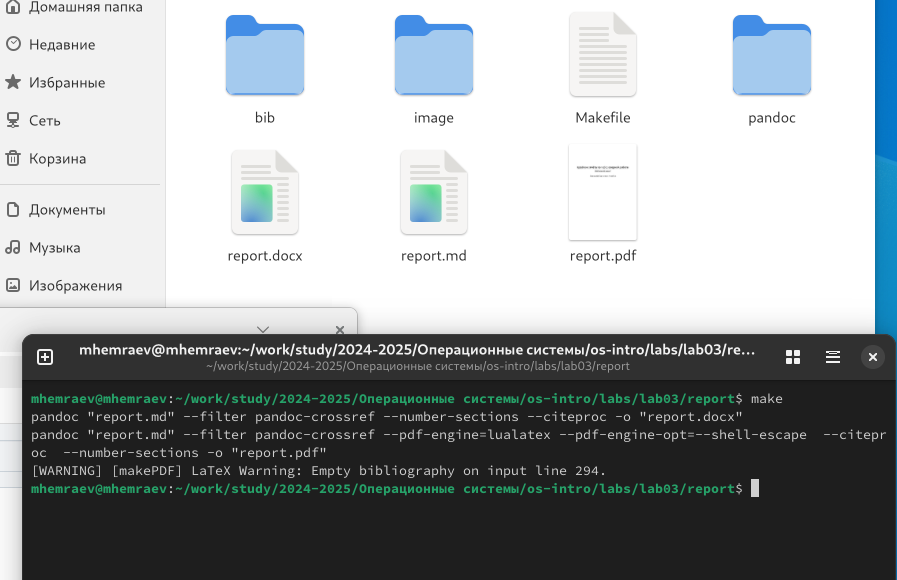 Домашняя папка
Недавние
Избранные
Сеть
Корзина
Документы
Музыка
Изображения
bib
image
Makefile
pandoc
report.docx
report.md
report.pdf
mhemraev@mhemraev:~/work/study/2024-2025/Операционные системы/os-intro/labs/lab03/re...
~/work/study/2024-2025/Операционные системы/os-intro/labs/lab03/report
mhemraev@mhemraev:~/work/study/2024-2025/Операционные системы/os-intro/labs/lab03/report$ make
pandoc "report.md" --filter pandoc-crossref --number-sections --citeproc -o "report.docx"
pandoc "report.md" --filter pandoc-crossref --pdf-engine=lualatex --pdf-engine-opt=--shell-escape  --citepr
oc  --number-sections -o "report.pdf"
[WARNING] [makePDF] LaTeX Warning: Empty bibliography on input line 294.
mhemraev@mhemraev:~/work/study/2024-2025/Операционные системы/os-intro/labs/lab03/report$